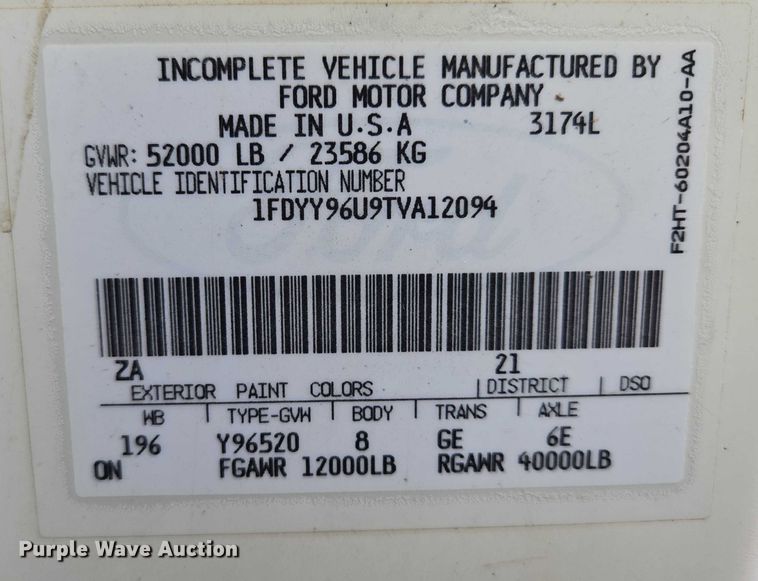 INCOMPLETE VEHICLE MANUFACTURED BY
FORD MOTOR COMPANY
MADE IN U.S.A 3174L
GVWR: 52000 LB / 23586 KG
VEHICLE IDENTIFICATION NUMBER
1FDYY96U9TVA12094
F2HT-60204A10-AA
Ford
ZA 21
EXTERIOR PAINT COLORS | DISTRICT | DSO
WB | TYPE-GVW | BODY | TRANS | AXLE
196 Y96520 8 GE 6E
ON FGAWR 12000LB RGAWR 40000LB
Purple Wave Auction